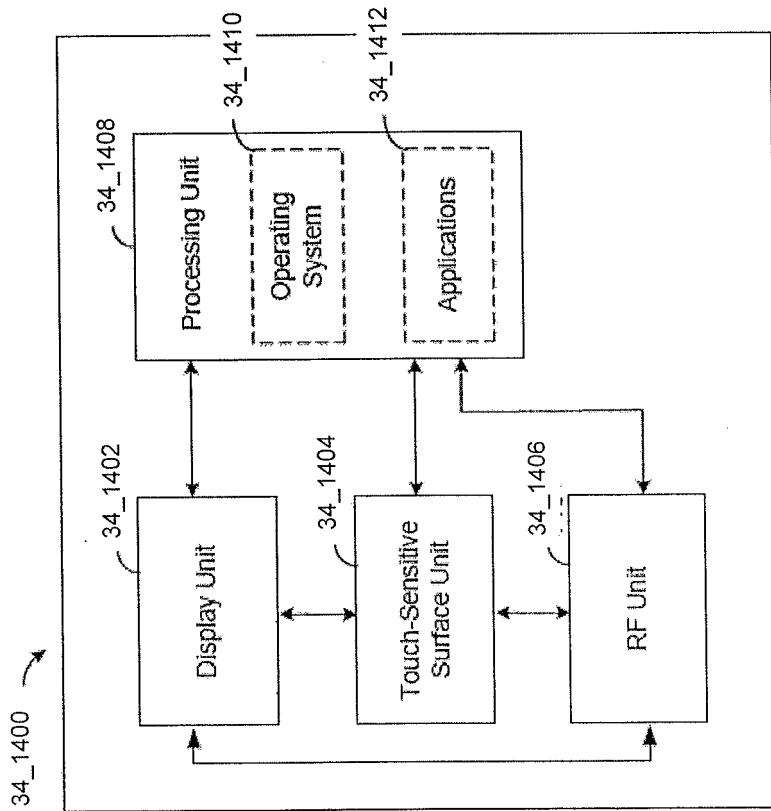 34_1400
34_1402
Display Unit
34_1404
Touch-Sensitive
Surface Unit
34_1406
RF Unit
34_1408
Processing Unit
34_1410
Operating
System
34_1412
Applications